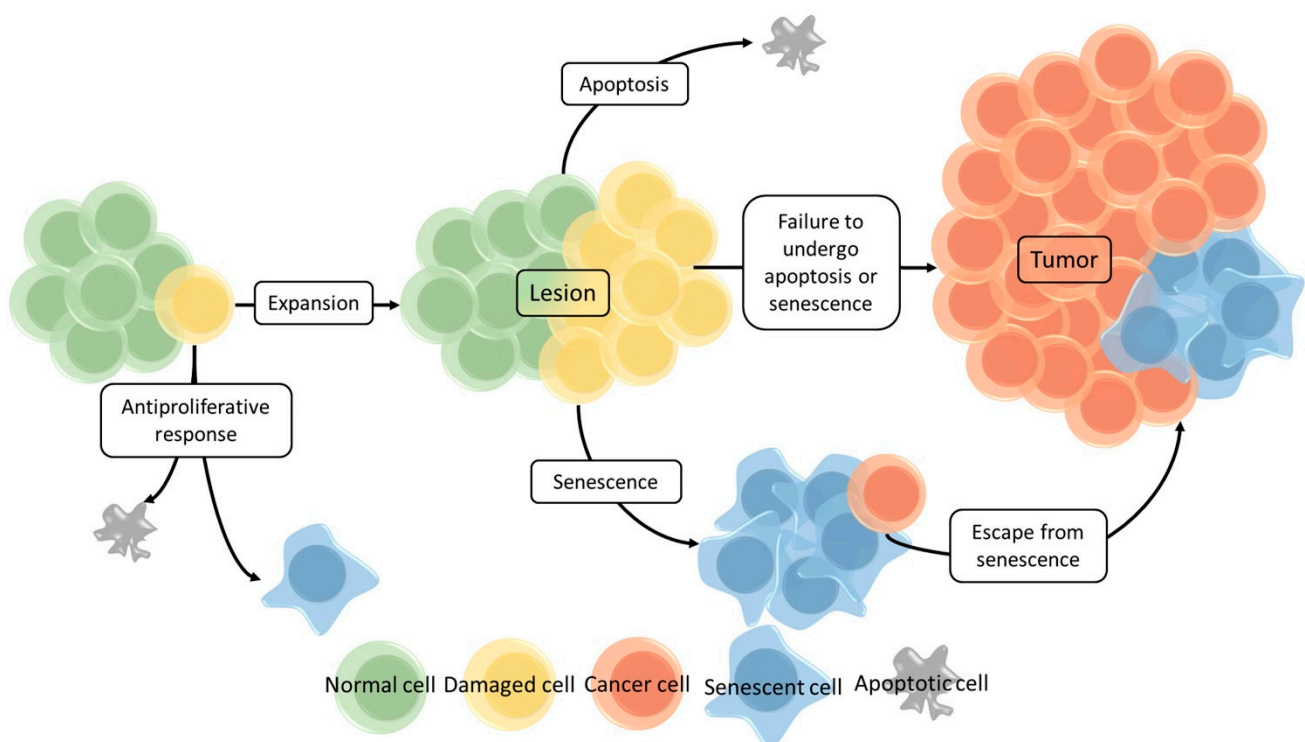 Apoptosis
Expansion
Lesion
Failure to
undergo
apoptosis or
senescence
Tumor
Antiproliferative
response
Senescence
Escape from
senescence
Normal cell
Damaged cell
Cancer cell
Senescent cell
Apoptotic cell